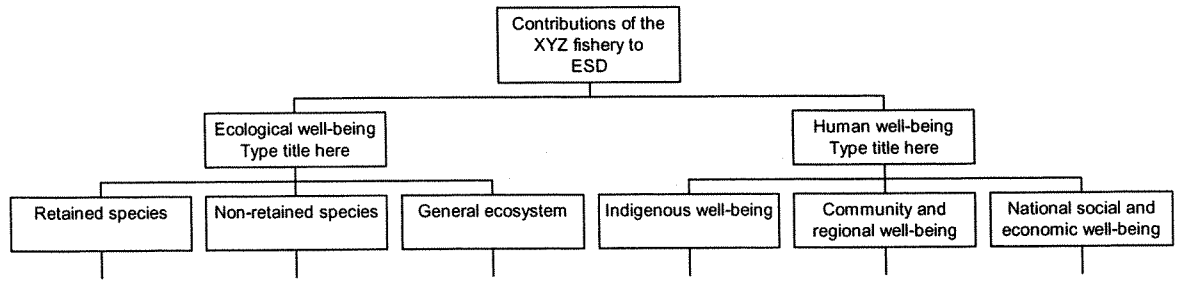 Contributions of the
XYZ fishery to
ESD
Ecological well-being
Type title here
Human well-being
Type title here
Retained species
Non-retained species
General ecosystem
Indigenous well-being
Community and
regional well-being
National social and
economic well-being